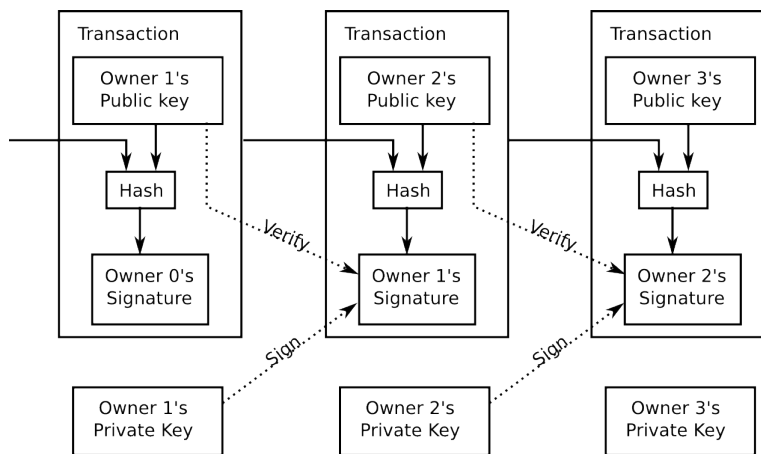 Transaction
Transaction
Transaction
Owner 1's
Public key
Owner 2's
Public key
Owner 3's
Public key
Hash
Hash
Hash
Verify
Verify
Owner 0's
Signature
Owner 1's
Signature
Owner 2's
Signature
Sign
Sign
Owner 1's
Private Key
Owner 2's
Private Key
Owner 3's
Private Key